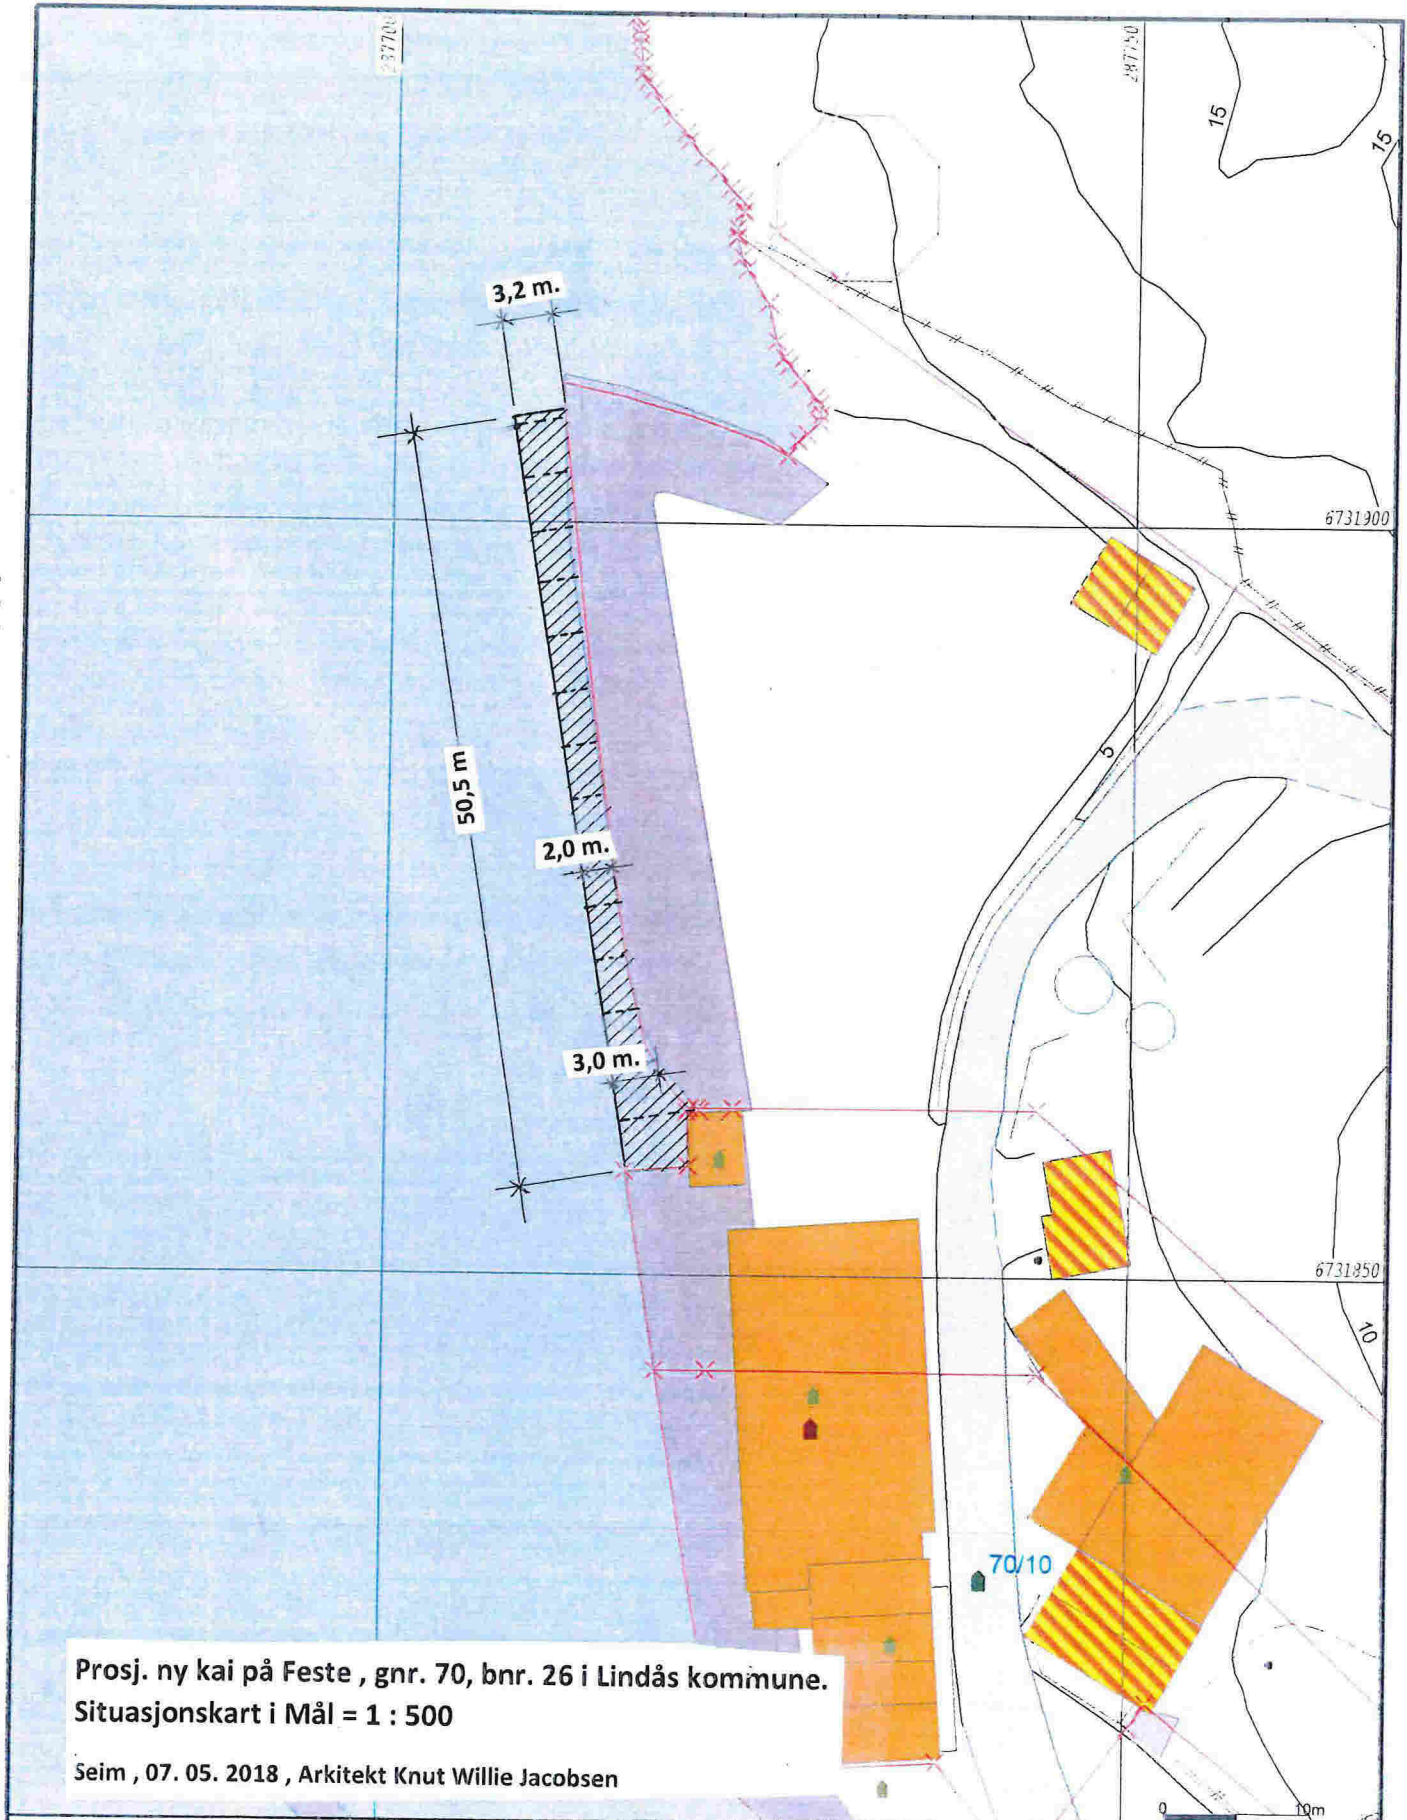 287700
287750
15
15
3,2 m.
6731900
5
50,5 m
2,0 m.
3,0 m.
6731850
10
70/10
Prosj. ny kai på Feste , gnr. 70, bnr. 26 i Lindås kommune.
Situasjonskart i Mål = 1 : 500
Seim , 07. 05. 2018 , Arkitekt Knut Willie Jacobsen
0 10m